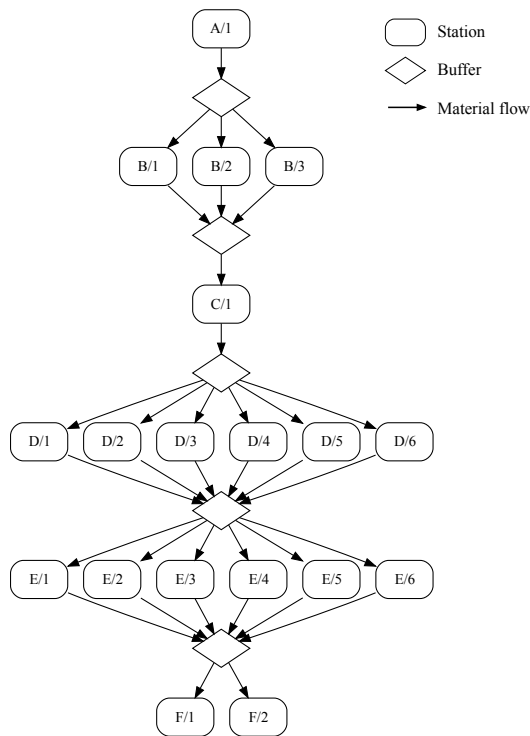 A/1
Station
Buffer
Material flow
B/1 B/2 B/3
C/1
D/1 D/2 D/3 D/4 D/5 D/6
E/1 E/2 E/3 E/4 E/5 E/6
F/1 F/2